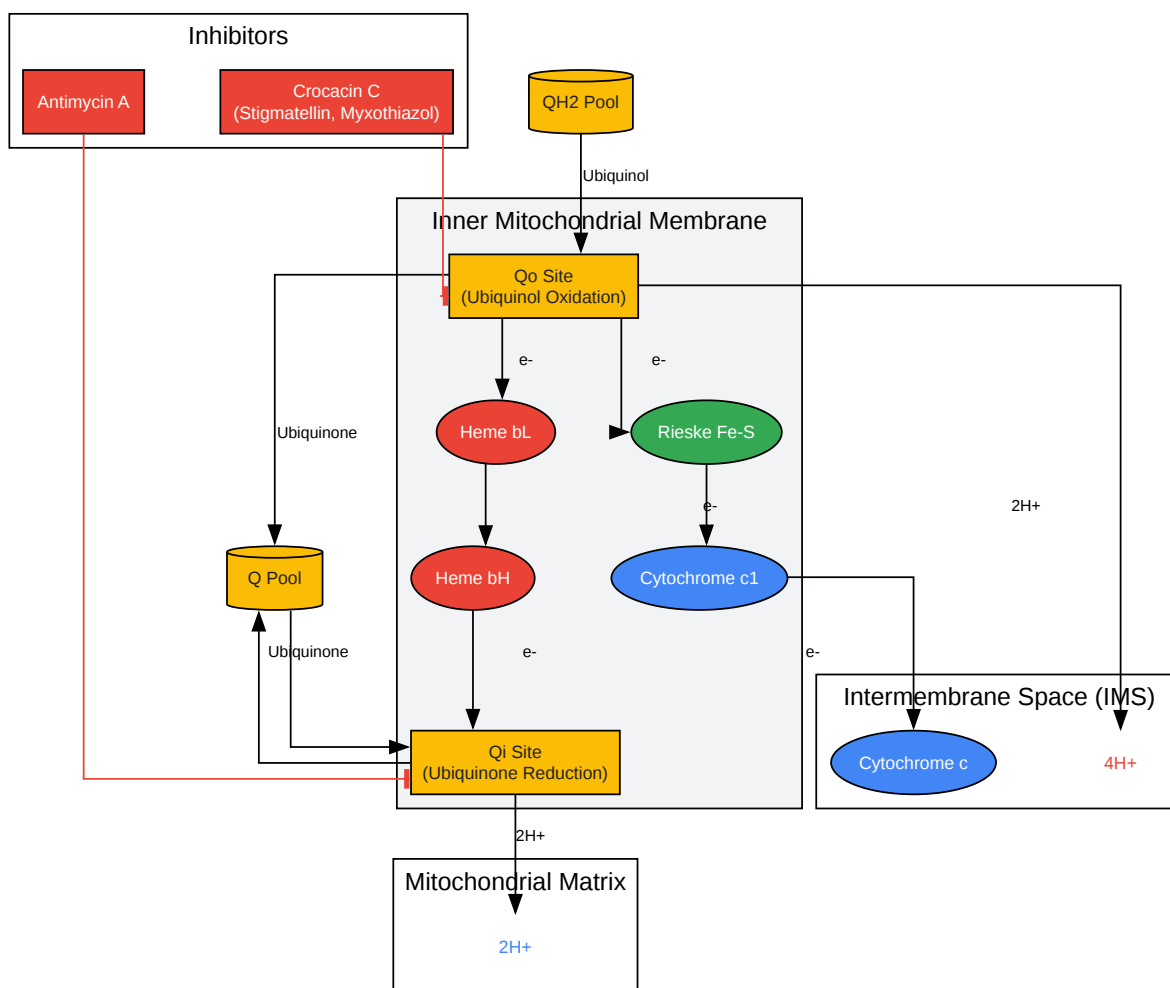 Inhibitors
Antimycin A
Crocacin C
(Stigmatellin, Myxothiazol)
QH2 Pool
Ubiquinol
Inner Mitochondrial Membrane
Qo Site
(Ubiquinol Oxidation)
e-
e-
Ubiquinone
Heme bL
Rieske Fe-S
e-
2H+
Q Pool
Heme bH
Cytochrome c1
Ubiquinone
e-
e-
Intermembrane Space (IMS)
Qi Site
(Ubiquinone Reduction)
Cytochrome c
4H+
2H+
Mitochondrial Matrix
2H+